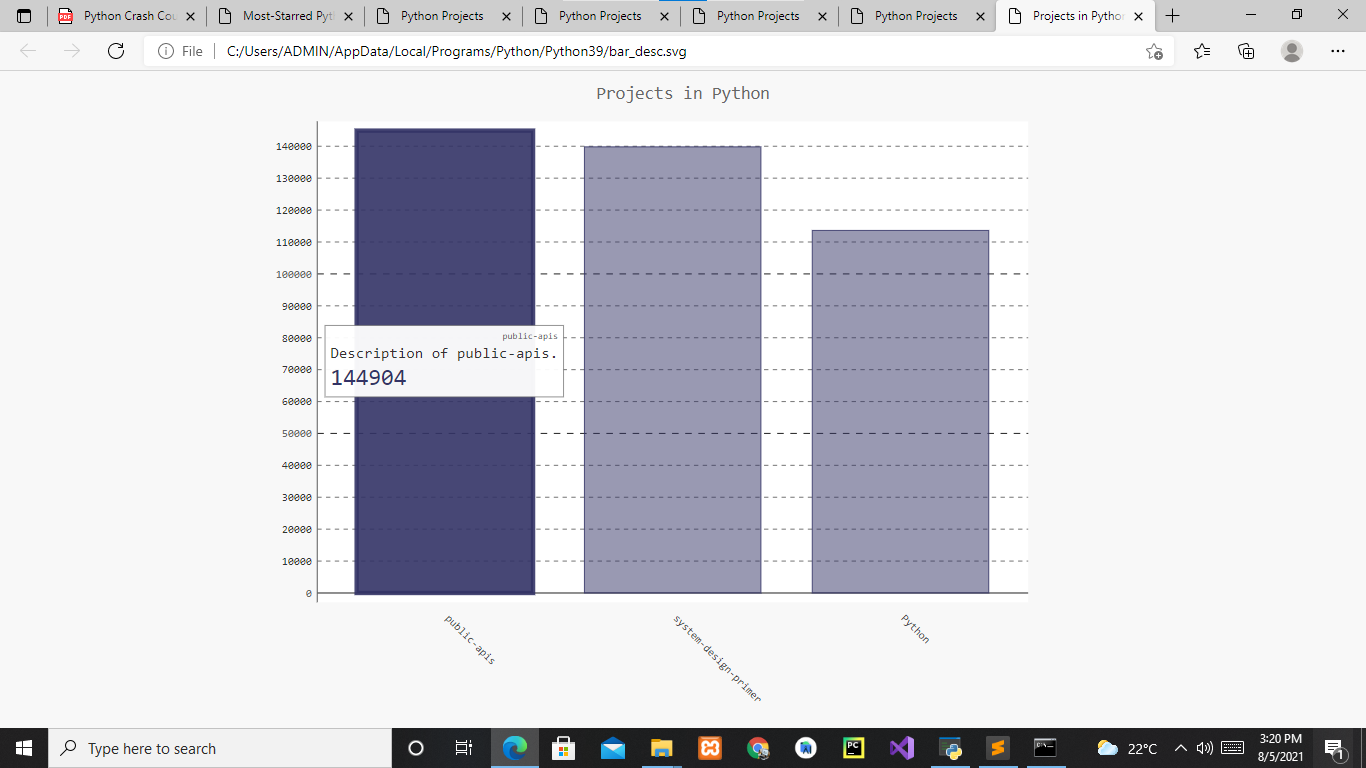 Python Crash Cou
Most-Starred Pyt
Python Projects
Python Projects
Python Projects
Python Projects
Projects in Python
File
C:/Users/ADMIN/AppData/Local/Programs/Python/Python39/bar_desc.svg
Projects in Python
140000
130000
120000
110000
100000
90000
80000
70000
60000
50000
40000
30000
20000
10000
0
public-apis
Description of public-apis.
144904
public-apis
system-design-primer
Python
Type here to search
22°C
3:20 PM
8/5/2021
1